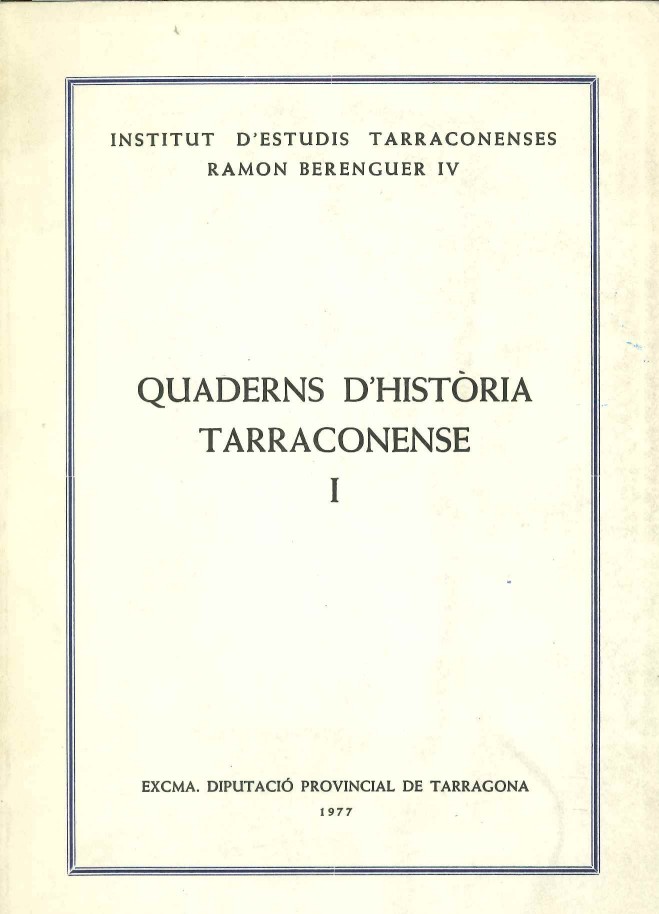 INSTITUT D'ESTUDIS TARRACONENSES
RAMON BERENGUER IV
QUADERNS D'HISTÒRIA
TARRACONENSE
I
EXCMA. DIPUTACIÓ PROVINCIAL DE TARRAGONA
1977